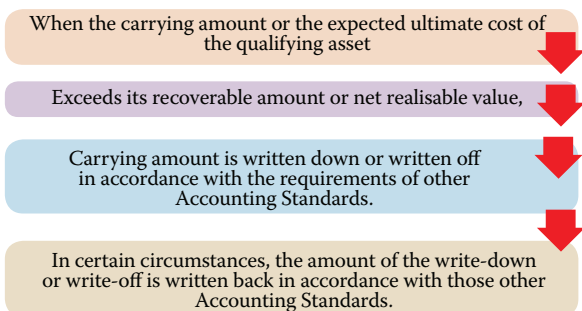 When the carrying amount or the expected ultimate cost of
the qualifying asset
Exceeds its recoverable amount or net realisable value,
Carrying amount is written down or written off
in accordance with the requirements of other
Accounting Standards.
In certain circumstances, the amount of the write-down
or write-off is written back in accordance with those other
Accounting Standards.